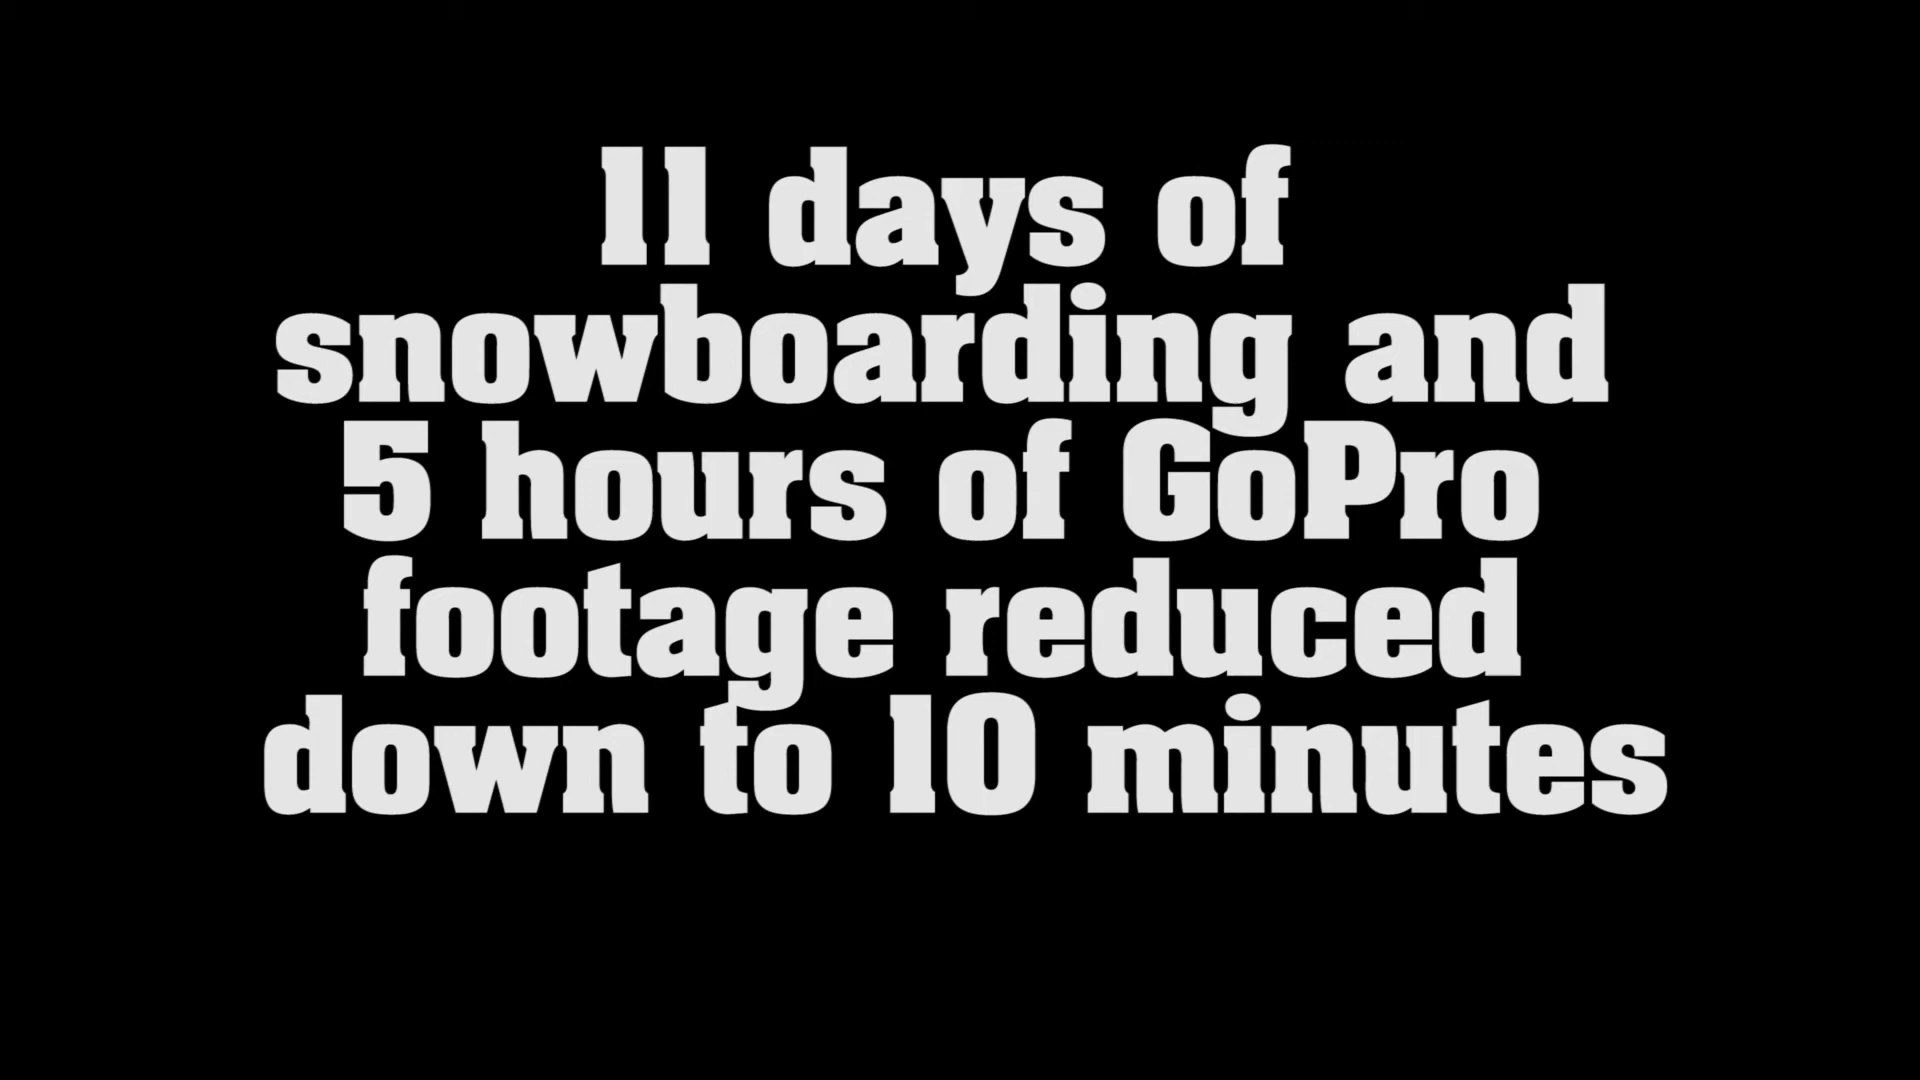 11 days of
snowboarding and
5 hours of GoPro
footage reduced
down to 10 minutes